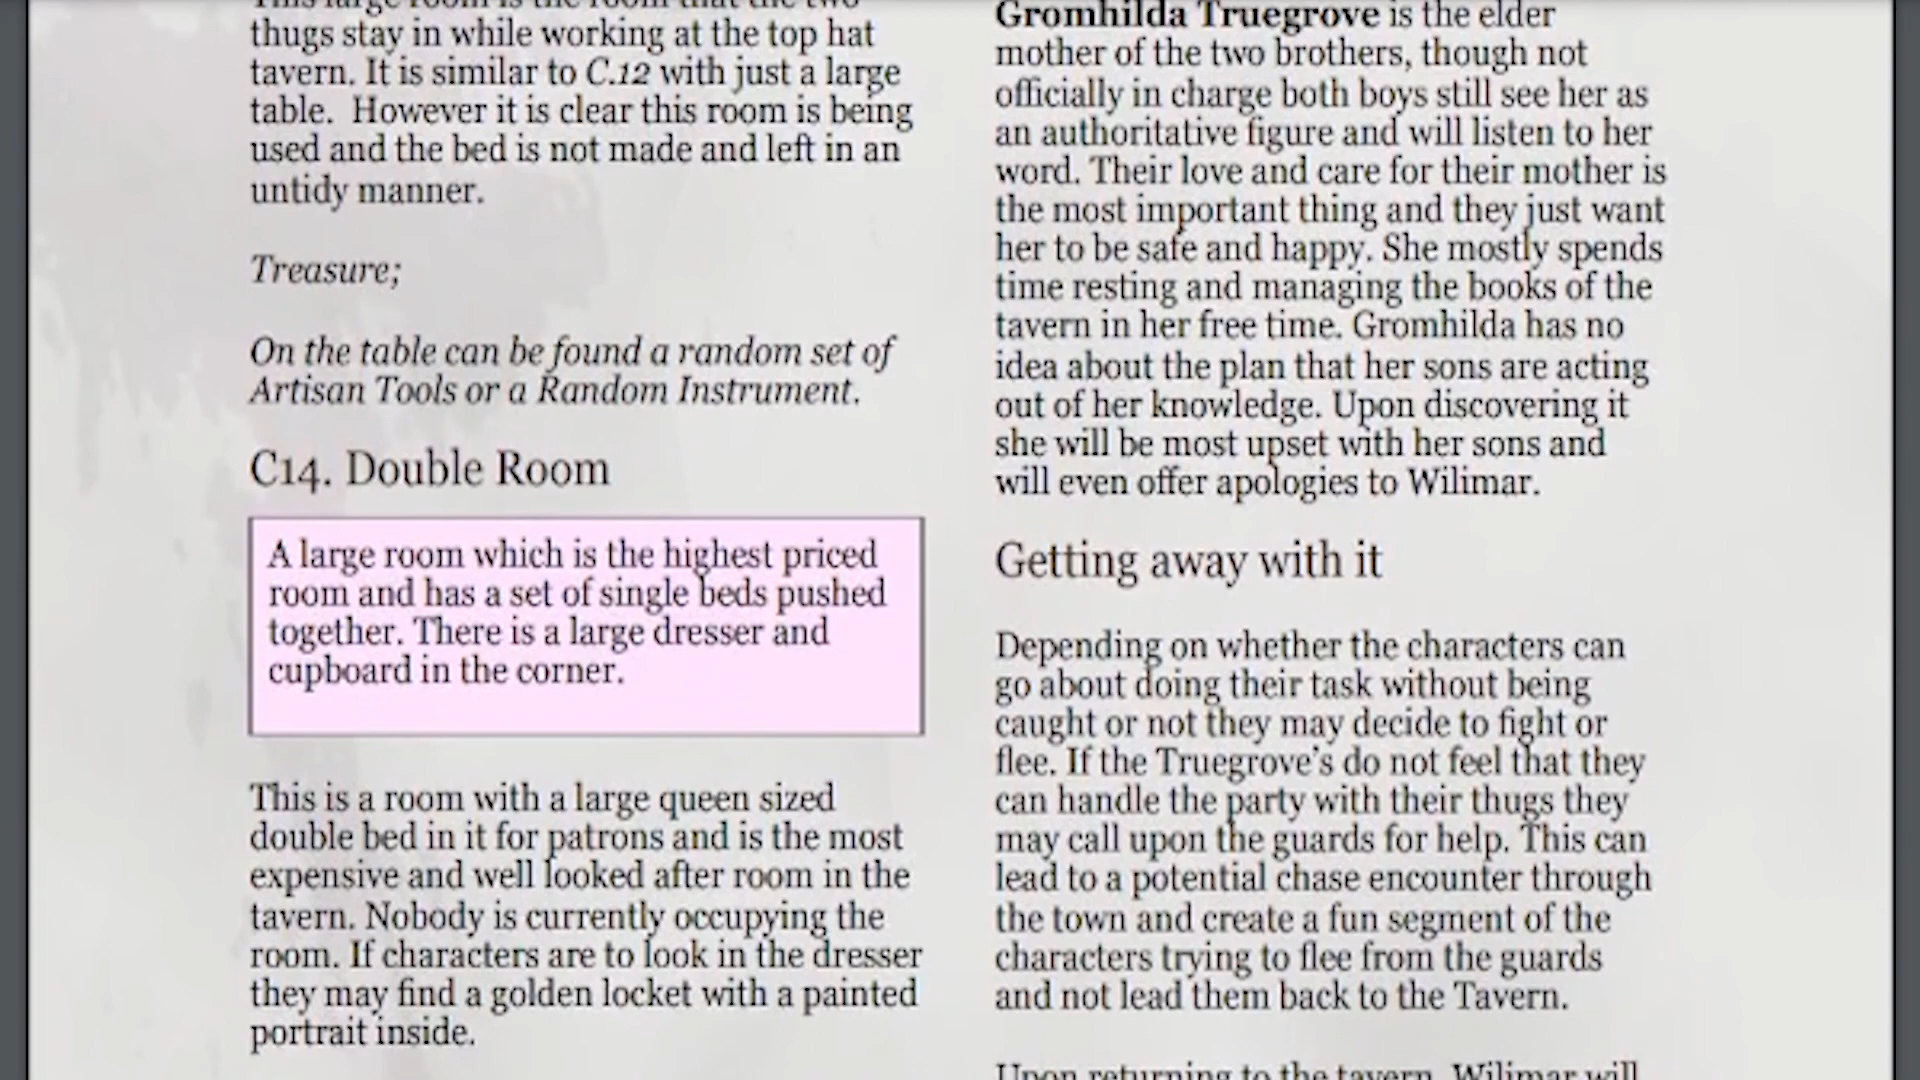 This large room is the room that the two
thugs stay in while working at the top hat
tavern. It is similar to C.12 with just a large
table.  However it is clear this room is being
used and the bed is not made and left in an
untidy manner.
Treasure;
On the table can be found a random set of
Artisan Tools or a Random Instrument.
C14. Double Room
A large room which is the highest priced
room and has a set of single beds pushed
together. There is a large dresser and
cupboard in the corner.
This is a room with a large queen sized
double bed in it for patrons and is the most
expensive and well looked after room in the
tavern. Nobody is currently occupying the
room. If characters are to look in the dresser
they may find a golden locket with a painted
portrait inside.
Gromhilda Truegrove is the elder
mother of the two brothers, though not
officially in charge both boys still see her as
an authoritative figure and will listen to her
word. Their love and care for their mother is
the most important thing and they just want
her to be safe and happy. She mostly spends
time resting and managing the books of the
tavern in her free time. Gromhilda has no
idea about the plan that her sons are acting
out of her knowledge. Upon discovering it
she will be most upset with her sons and
will even offer apologies to Wilimar.
Getting away with it
Depending on whether the characters can
go about doing their task without being
caught or not they may decide to fight or
flee. If the Truegrove's do not feel that they
can handle the party with their thugs they
may call upon the guards for help. This can
lead to a potential chase encounter through
the town and create a fun segment of the
characters trying to flee from the guards
and not lead them back to the Tavern.
Upon returning to the tavern, Wilimar will